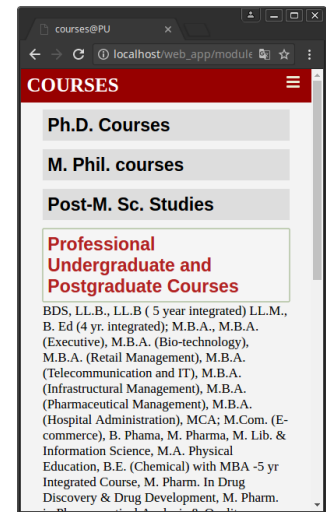 courses@PU
localhost/web_app/module
COURSES
Ph.D. Courses
M. Phil. courses
Post-M. Sc. Studies
Professional
Undergraduate and
Postgraduate Courses
BDS, LL.B., LL.B ( 5 year integrated) LL.M.,
B. Ed (4 yr. integrated); M.B.A., M.B.A.
(Executive), M.B.A. (Bio-technology),
M.B.A. (Retail Management), M.B.A.
(Telecommunication and IT), M.B.A.
(Infrastructural Management), M.B.A.
(Pharmaceutical Management), M.B.A.
(Hospital Administration), MCA; M.Com. (E-
commerce), B. Phama, M. Pharma, M. Lib. &
Information Science, M.A. Physical
Education, B.E. (Chemical) with MBA -5 yr
Integrated Course, M. Pharm. In Drug
Discovery & Drug Development, M. Pharm.